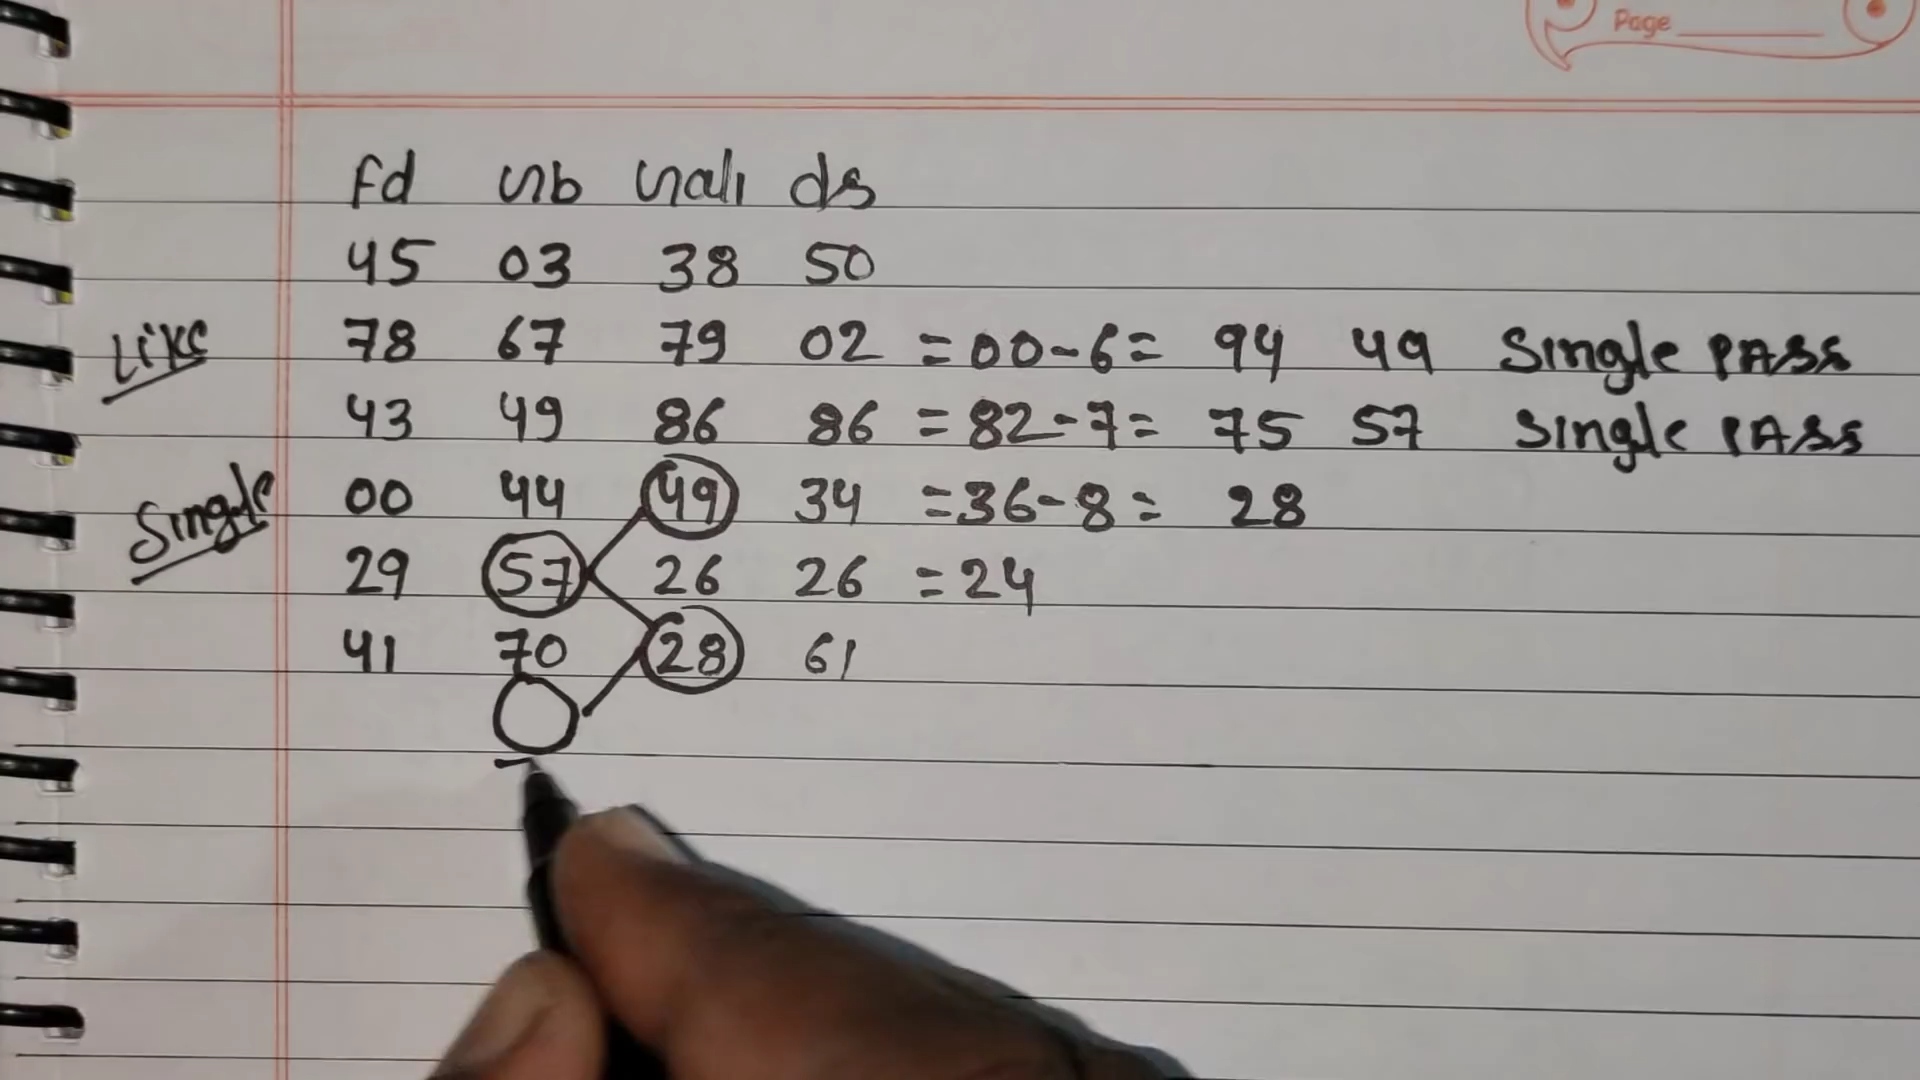 Page
Fd Gb Gali ds
45 03 38 50
Like 78 67 79 02 =00-6= 94 49 Single PASS
43 49 86 86 =82-7= 75 57 Single PASS
Single 00 44 49 34 =36-8= 28
29 57 26 26 =24
41 70 28 61